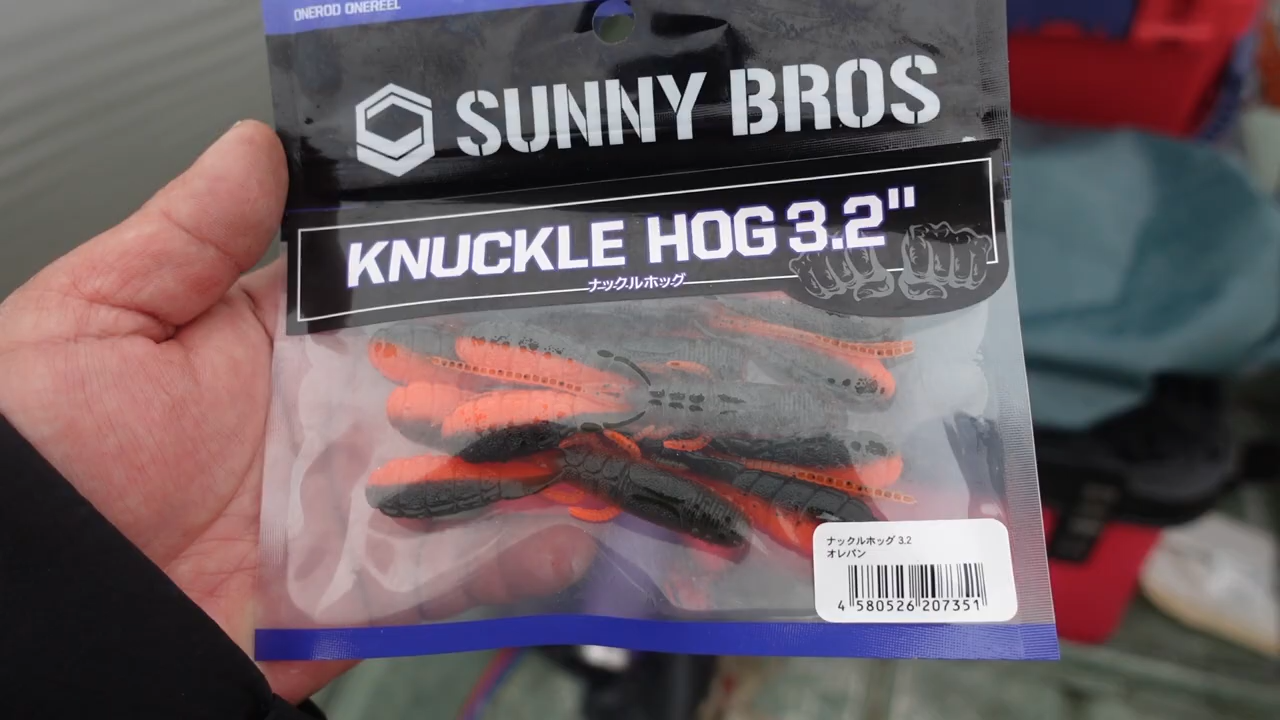 ONEROD ONEREEL
SUNNY BROS
KNUCKLE HOG 3.2"
ナックルホッグ
ナックルホッグ 3.2
オレパン
4 580526 207351